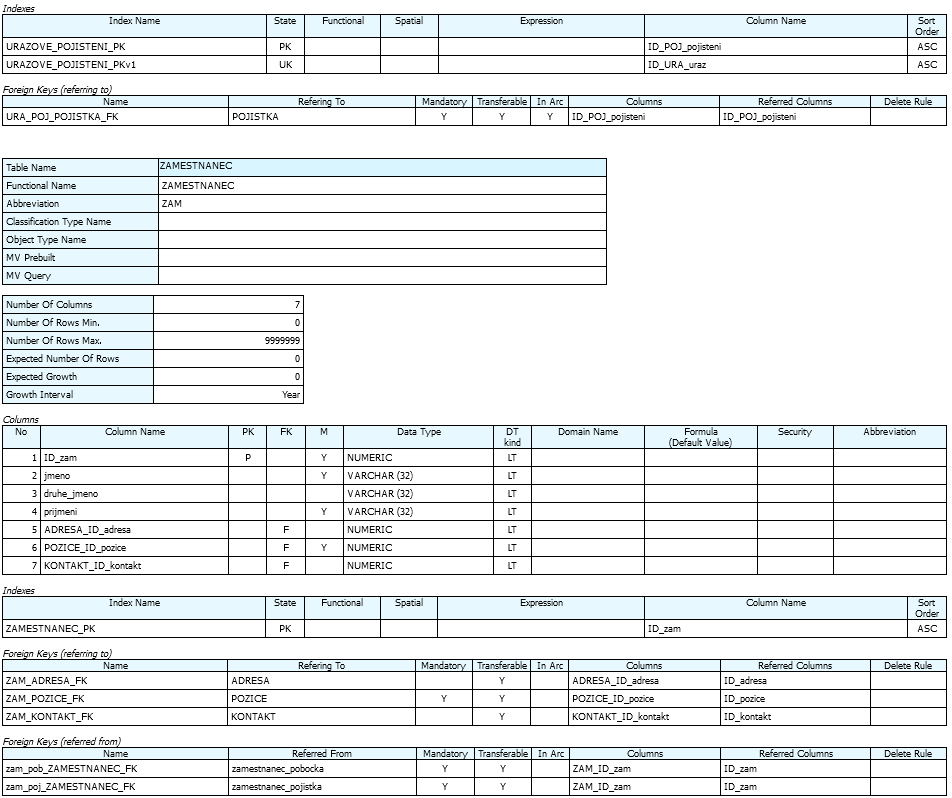 Indexes
Index Name State Functional Spatial Expression Column Name Sort Order
URAZOVE_POJISTENI_PK PK ID_POJ_pojisteni ASC
URAZOVE_POJISTENI_PKv1 UK ID_URA_uraz ASC
Foreign Keys (referring to)
Name Refering To Mandatory Transferable In Arc Columns Referred Columns Delete Rule
URA_POJ_POJISTKA_FK POJISTKA Y Y Y ID_POJ_pojisteni ID_POJ_pojisteni
Table Name ZAMESTNANEC
Functional Name ZAMESTNANEC
Abbreviation ZAM
Classification Type Name
Object Type Name
MV Prebuilt
MV Query
Number Of Columns 7
Number Of Rows Min. 0
Number Of Rows Max. 9999999
Expected Number Of Rows 0
Expected Growth 0
Growth Interval Year
Columns
No Column Name PK FK M Data Type DT kind Domain Name Formula (Default Value) Security Abbreviation
1 ID_zam P Y NUMERIC LT
2 jmeno Y VARCHAR (32) LT
3 druhe_jmeno VARCHAR (32) LT
4 prijmeni Y VARCHAR (32) LT
5 ADRESA_ID_adresa F NUMERIC LT
6 POZICE_ID_pozice F Y NUMERIC LT
7 KONTAKT_ID_kontakt F NUMERIC LT
Indexes
Index Name State Functional Spatial Expression Column Name Sort Order
ZAMESTNANEC_PK PK ID_zam ASC
Foreign Keys (referring to)
Name Refering To Mandatory Transferable In Arc Columns Referred Columns Delete Rule
ZAM_ADRESA_FK ADRESA Y ADRESA_ID_adresa ID_adresa
ZAM_POZICE_FK POZICE Y Y POZICE_ID_pozice ID_pozice
ZAM_KONTAKT_FK KONTAKT Y KONTAKT_ID_kontakt ID_kontakt
Foreign Keys (referred from)
Name Referred From Mandatory Transferable In Arc Columns Referred Columns Delete Rule
zam_pob_ZAMESTNANEC_FK zamestnanec_pobocka Y Y ZAM_ID_zam ID_zam
zam_poj_ZAMESTNANEC_FK zamestnanec_pojistka Y Y ZAM_ID_zam ID_zam